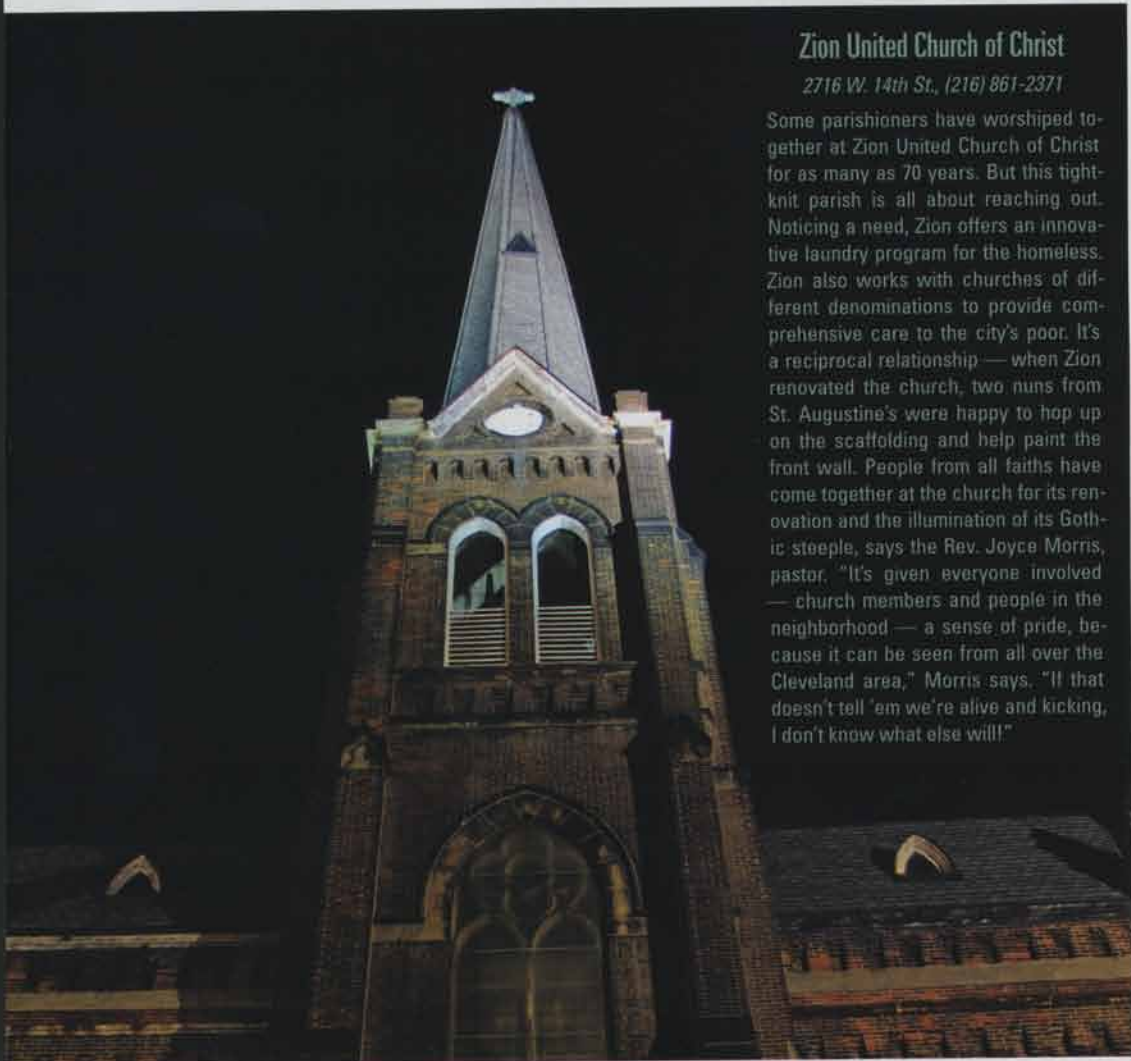 Zion United Church of Christ
2716 W. 14th St., (216) 861-2371
Some parishioners have worshiped to-
gether at Zion United Church of Christ
for as many as 70 years. But this tight-
knit parish is all about reaching out.
Noticing a need, Zion offers an innova-
tive laundry program for the homeless.
Zion also works with churches of dif-
ferent denominations to provide com-
prehensive care to the city's poor. It's
a reciprocal relationship — when Zion
renovated the church, two nuns from
St. Augustine's were happy to hop up
on the scaffolding and help paint the
front wall. People from all faiths have
come together at the church for its ren-
ovation and the illumination of its Goth-
ic steeple, says the Rev. Joyce Morris,
pastor. "It's given everyone involved
— church members and people in the
neighborhood — a sense of pride, be-
cause it can be seen from all over the
Cleveland area," Morris says. "If that
doesn't tell 'em we're alive and kicking,
I don't know what else will!"